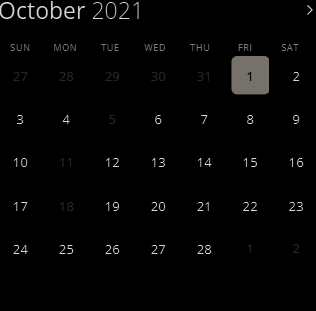 October 2021
SUN MON TUE WED THU FRI SAT
27 28 29 30 31 1 2
3 4 5 6 7 8 9
10 11 12 13 14 15 16
17 18 19 20 21 22 23
24 25 26 27 28 1 2